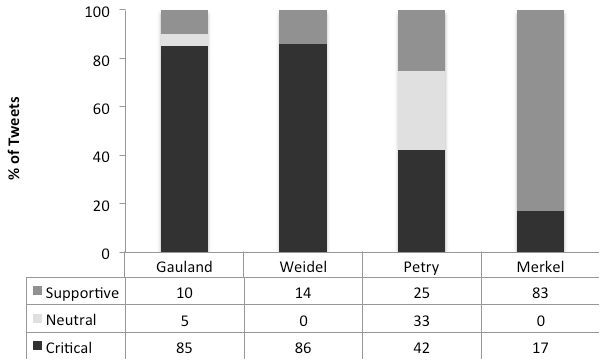 100
80
60
40
20
0
% of Tweets
Gauland Weidel Petry Merkel
Supportive 10 14 25 83
Neutral 5 0 33 0
Critical 85 86 42 17